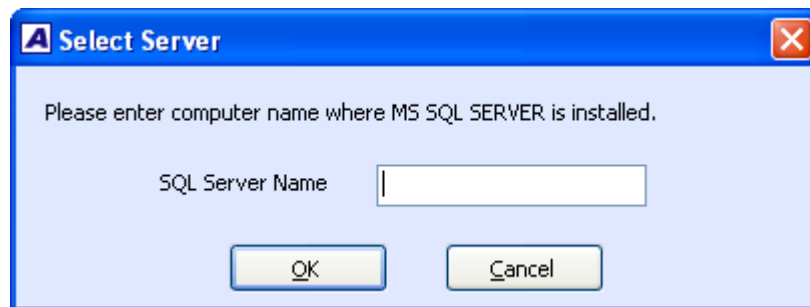 Select Server
Please enter computer name where MS SQL SERVER is installed.
SQL Server Name
OK
Cancel